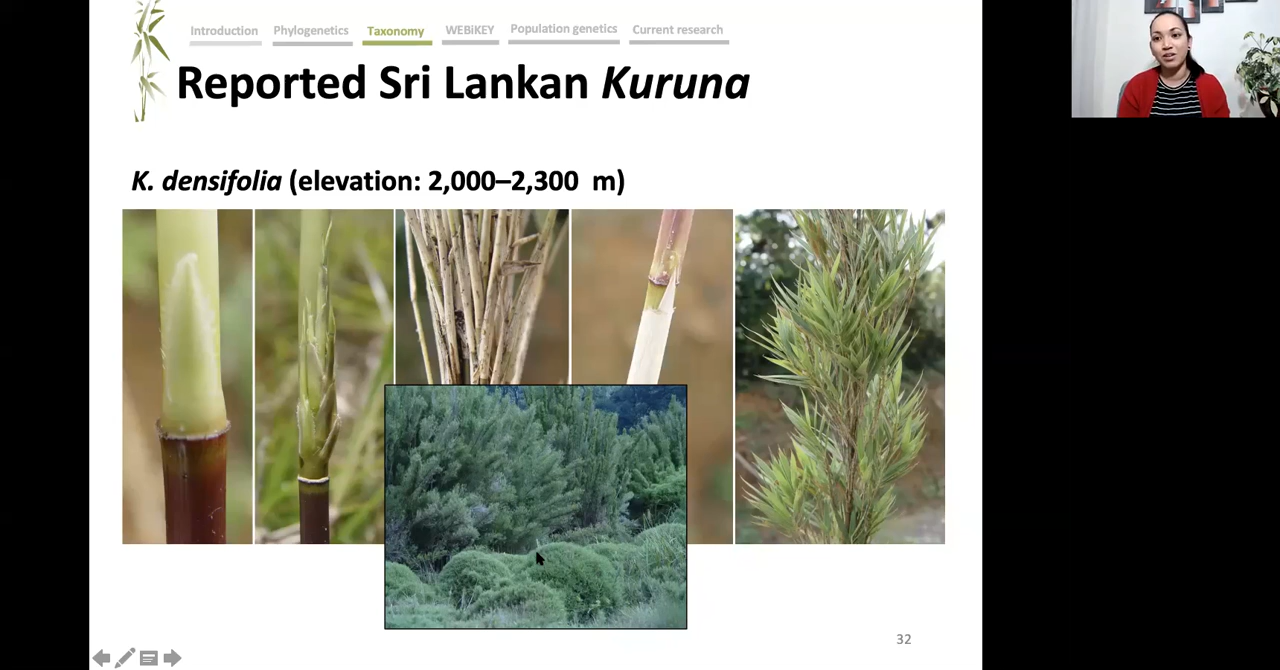 Introduction Phylogenetics Taxonomy WEBiKEY Population genetics Current research
Reported Sri Lankan Kuruna
K. densifolia (elevation: 2,000–2,300 m)
32